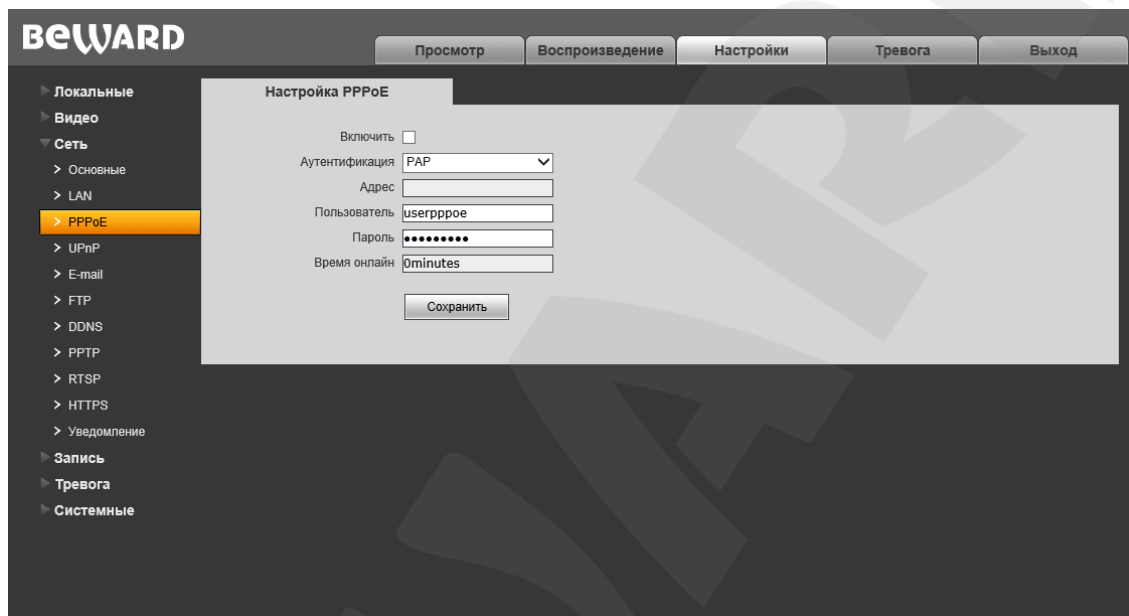 BEWARD
Просмотр
Воспроизведение
Настройки
Тревога
Выход
Локальные
Видео
Сеть
> Основные
> LAN
> PPPoE
> UPnP
> E-mail
> FTP
> DDNS
> PPTP
> RTSP
> HTTPS
> Уведомление
Запись
Тревога
Системные
Настройка PPPoE
Включить
Аутентификация PAP
Адрес
Пользователь userpppoe
Пароль •••••••••
Время онлайн 0minutes
Сохранить